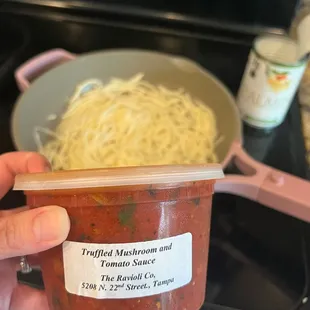 Truffled Mushroom and
Tomato Sauce
The Ravioli Co,
5208 N. 22nd Street., Tampa